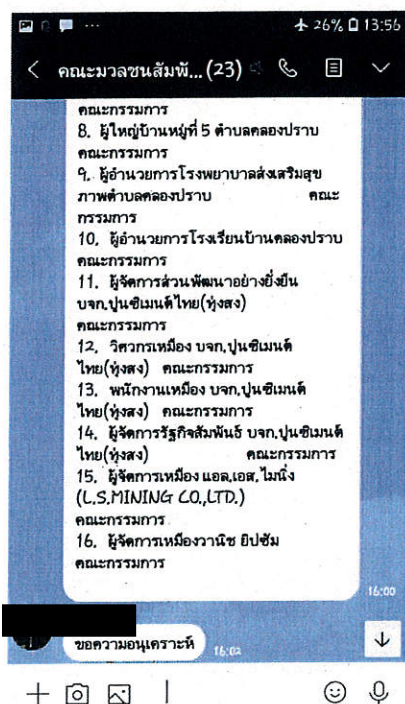 26% 13:56
คณะมวลชนสัมพั... (23)
คณะกรรมการ
8. ผู้ใหญ่บ้านหมู่ที่ 5 ตำบลคลองปราบ
คณะกรรมการ
9. ผู้อำนวยการโรงพยาบาลส่งเสริมสุข
ภาพตำบลคลองปราบ คณะ
กรรมการ
10. ผู้อำนวยการโรงเรียนบ้านคลองปราบ
คณะกรรมการ
11. ผู้จัดการส่วนพัฒนาอย่างยั่งยืน
บจก.ปูนซิเมนต์ไทย(ทุ่งสง)
คณะกรรมการ
12. วิศวกรเหมือง บจก.ปูนซิเมนต์
ไทย(ทุ่งสง) คณะกรรมการ
13. พนักงานเหมือง บจก.ปูนซิเมนต์
ไทย(ทุ่งสง) คณะกรรมการ
14. ผู้จัดการรัฐกิจสัมพันธ์ บจก.ปูนซิเมนต์
ไทย(ทุ่งสง) คณะกรรมการ
15. ผู้จัดการเหมือง แอล.เอส.ไมนิ่ง
(L.S.MINING CO.,LTD.)
คณะกรรมการ
16. ผู้จัดการเหมืองวานิช ยิปซัม
คณะกรรมการ
16:00
ขอความอนุเคราะห์
16:02